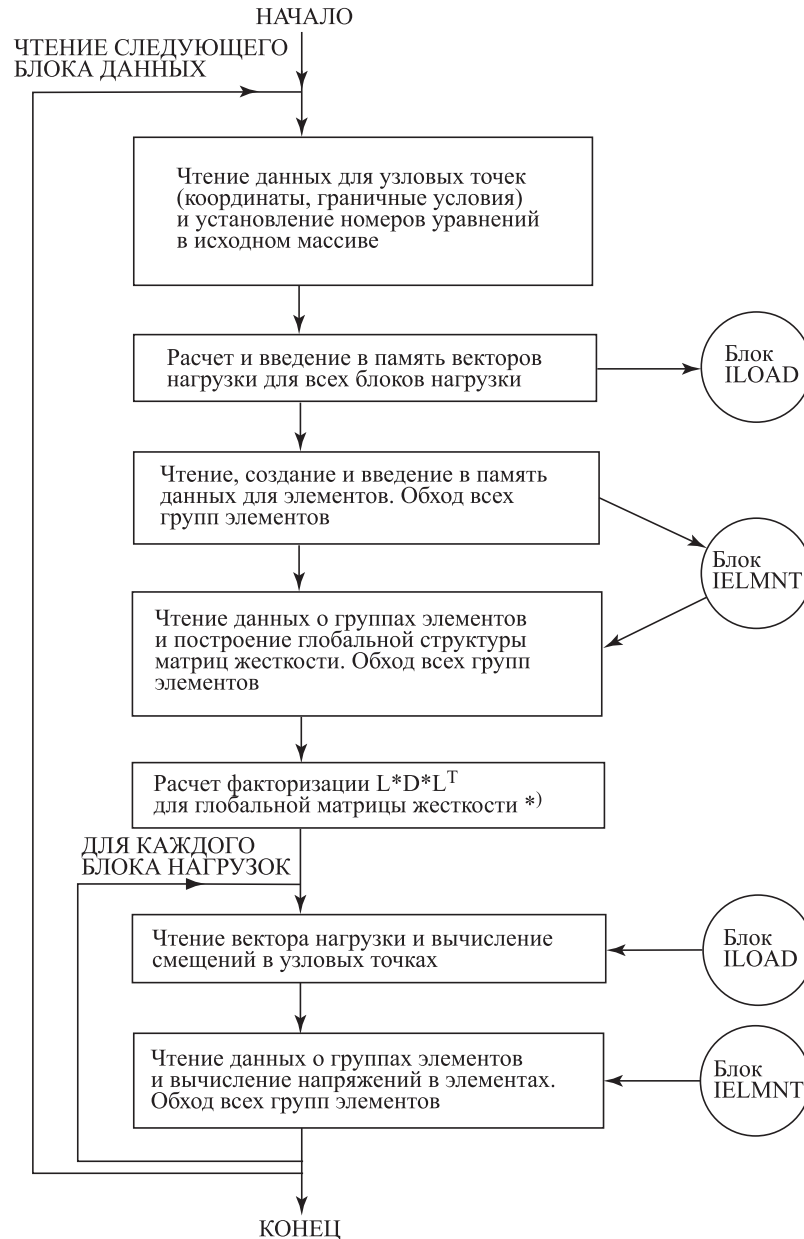 НАЧАЛО
ЧТЕНИЕ СЛЕДУЮЩЕГО
БЛОКА ДАННЫХ
Чтение данных для узловых точек
(координаты, граничные условия)
и установление номеров уравнений
в исходном массиве
Расчет и введение в память векторов
нагрузки для всех блоков нагрузки
Блок
ILOAD
Чтение, создание и введение в память
данных для элементов. Обход всех
групп элементов
Блок
IELMNT
Чтение данных о группах элементов
и построение глобальной структуры
матриц жесткости. Обход всех групп
элементов
Расчет факторизации L*D*L^T
для глобальной матрицы жесткости *)
ДЛЯ КАЖДОГО
БЛОКА НАГРУЗОК
Чтение вектора нагрузки и вычисление
смещений в узловых точках
Блок
ILOAD
Чтение данных о группах элементов
и вычисление напряжений в элементах.
Обход всех групп элементов
Блок
IELMNT
КОНЕЦ